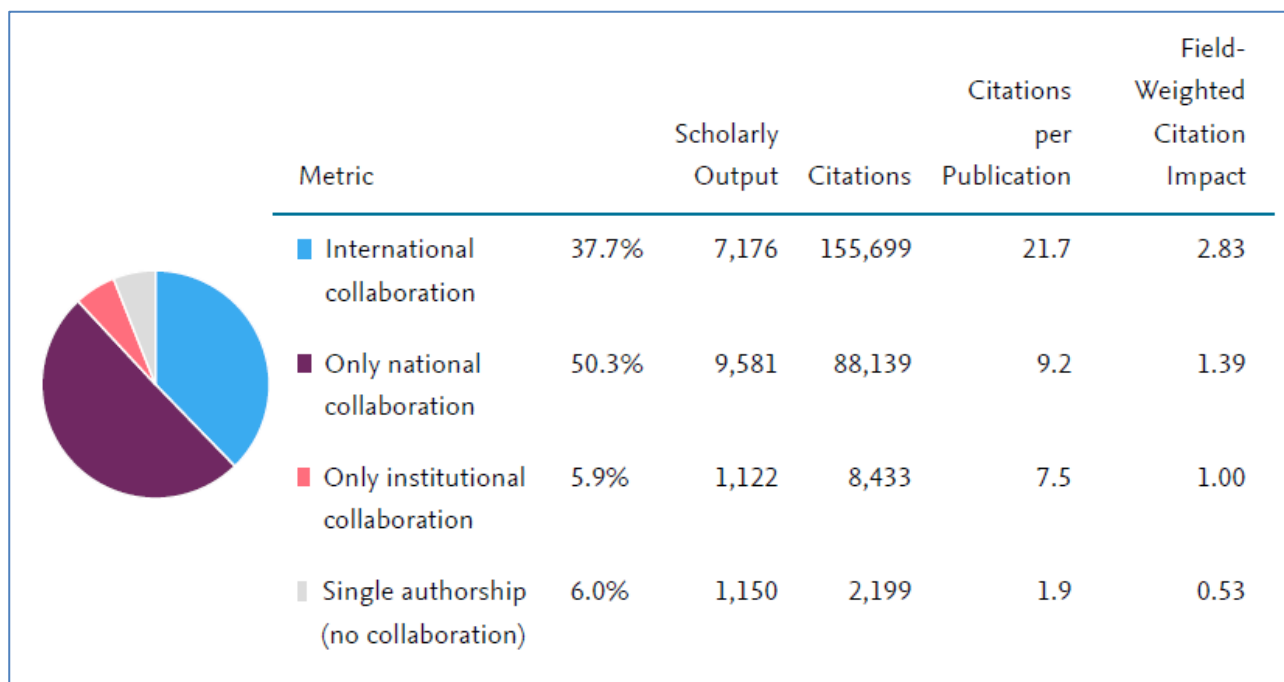 Field-
Citations Weighted
Scholarly per Citation
Metric Output Citations Publication Impact
International 37.7% 7,176 155,699 21.7 2.83
collaboration
Only national 50.3% 9,581 88,139 9.2 1.39
collaboration
Only institutional 5.9% 1,122 8,433 7.5 1.00
collaboration
Single authorship 6.0% 1,150 2,199 1.9 0.53
(no collaboration)